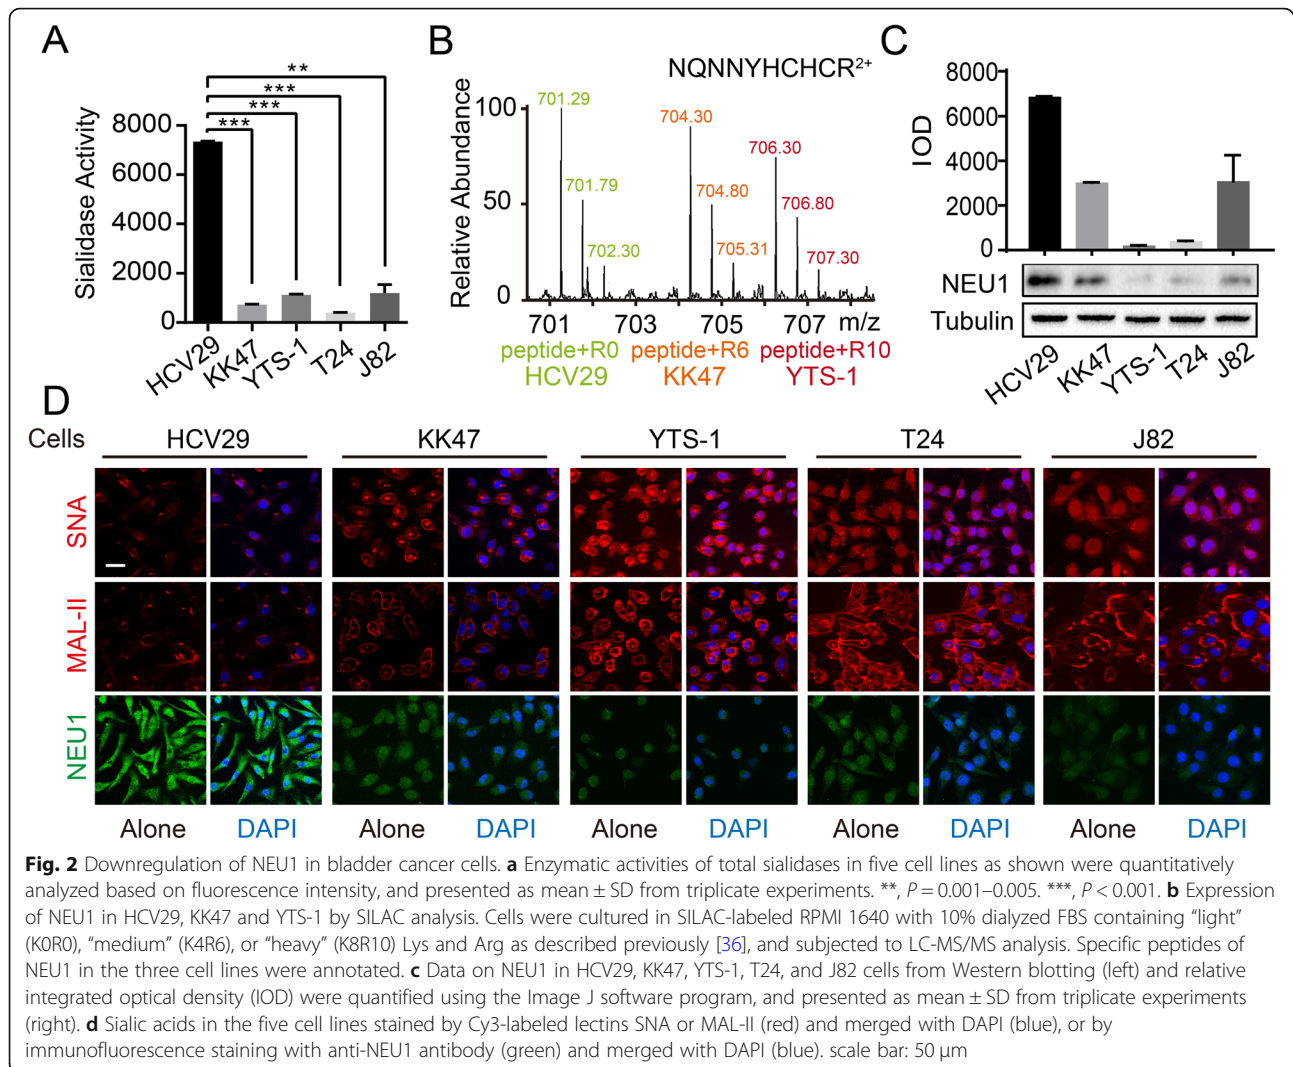 A
Sialidase Activity
8000
6000
4000
2000
0
**
***
***
***
HCV29
KK47
YTS-1
T24
J82
B
NQNNYHCHCR2+
Relative Abundance
100
50
0
701.29
701.79
702.30
704.30
704.80
705.31
706.30
706.80
707.30
701 703 705 707 m/z
peptide+R0 peptide+R6 peptide+R10
HCV29 KK47 YTS-1
C
IOD
8000
6000
4000
2000
0
NEU1
Tubulin
HCV29
KK47
YTS-1
T24
J82
D
Cells HCV29 KK47 YTS-1 T24 J82
SNA
MAL-II
NEU1
Alone DAPI Alone DAPI Alone DAPI Alone DAPI Alone DAPI
Fig. 2 Downregulation of NEU1 in bladder cancer cells. a Enzymatic activities of total sialidases in five cell lines as shown were quantitatively
analyzed based on fluorescence intensity, and presented as mean ± SD from triplicate experiments. **, P = 0.001–0.005. ***, P < 0.001. b Expression
of NEU1 in HCV29, KK47 and YTS-1 by SILAC analysis. Cells were cultured in SILAC-labeled RPMI 1640 with 10% dialyzed FBS containing "light"
(K0R0), "medium" (K4R6), or "heavy" (K8R10) Lys and Arg as described previously [36], and subjected to LC-MS/MS analysis. Specific peptides of
NEU1 in the three cell lines were annotated. c Data on NEU1 in HCV29, KK47, YTS-1, T24, and J82 cells from Western blotting (left) and relative
integrated optical density (IOD) were quantified using the Image J software program, and presented as mean ± SD from triplicate experiments
(right). d Sialic acids in the five cell lines stained by Cy3-labeled lectins SNA or MAL-II (red) and merged with DAPI (blue), or by
immunofluorescence staining with anti-NEU1 antibody (green) and merged with DAPI (blue). scale bar: 50 μm